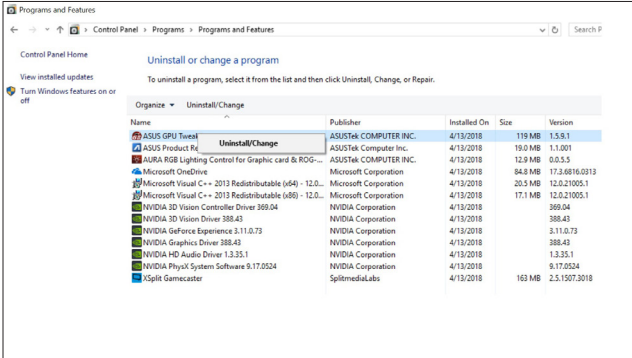 Programs and Features
Control Panel › Programs › Programs and Features
Search P
Control Panel Home
View installed updates
Turn Windows features on or
off
Uninstall or change a program
To uninstall a program, select it from the list and then click Uninstall, Change, or Repair.
Organize Uninstall/Change
Name Publisher Installed On Size Version
ASUS GPU Tweak ASUSTek COMPUTER INC. 4/13/2018 119 MB 1.5.9.1
Uninstall/Change
ASUS Product Re ASUSTek Computer Inc. 4/13/2018 19.0 MB 1.1.001
AURA RGB Lighting Control for Graphic card & ROG-... ASUSTek COMPUTER INC. 4/13/2018 12.9 MB 0.0.5.5
Microsoft OneDrive Microsoft Corporation 4/13/2018 84.8 MB 17.3.6816.0313
Microsoft Visual C++ 2013 Redistributable (x64) - 12.0... Microsoft Corporation 4/13/2018 20.5 MB 12.0.21005.1
Microsoft Visual C++ 2013 Redistributable (x86) - 12.0... Microsoft Corporation 4/13/2018 17.1 MB 12.0.21005.1
NVIDIA 3D Vision Controller Driver 369.04 NVIDIA Corporation 4/13/2018 369.04
NVIDIA 3D Vision Driver 388.43 NVIDIA Corporation 4/13/2018 388.43
NVIDIA GeForce Experience 3.11.0.73 NVIDIA Corporation 4/13/2018 3.11.0.73
NVIDIA Graphics Driver 388.43 NVIDIA Corporation 4/13/2018 388.43
NVIDIA HD Audio Driver 1.3.35.1 NVIDIA Corporation 4/13/2018 1.3.35.1
NVIDIA PhysX System Software 9.17.0524 NVIDIA Corporation 4/13/2018 9.17.0524
XSplit Gamecaster SplitmediaLabs 4/13/2018 163 MB 2.5.1507.3018